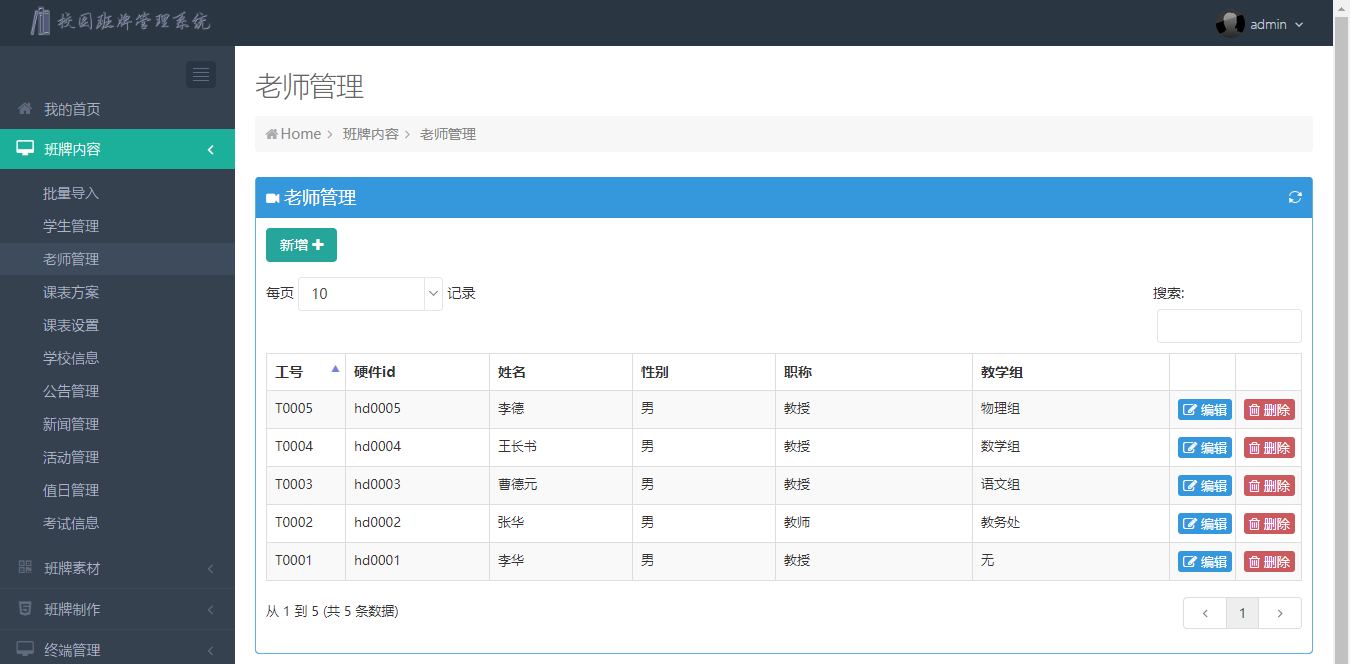 校园班牌管理系统
admin
我的首页
班牌内容
批量导入
学生管理
老师管理
课表方案
课表设置
学校信息
公告管理
新闻管理
活动管理
值日管理
考试信息
班牌素材
班牌制作
终端管理
老师管理
Home > 班牌内容 > 老师管理
老师管理
新增
每页 10 记录
搜索:
工号 硬件id 姓名 性别 职称 教学组
T0005 hd0005 李德 男 教授 物理组 编辑 删除
T0004 hd0004 王长书 男 教授 数学组 编辑 删除
T0003 hd0003 曹德元 男 教授 语文组 编辑 删除
T0002 hd0002 张华 男 教师 教务处 编辑 删除
T0001 hd0001 李华 男 教授 无 编辑 删除
从 1 到 5 (共 5 条数据)
1